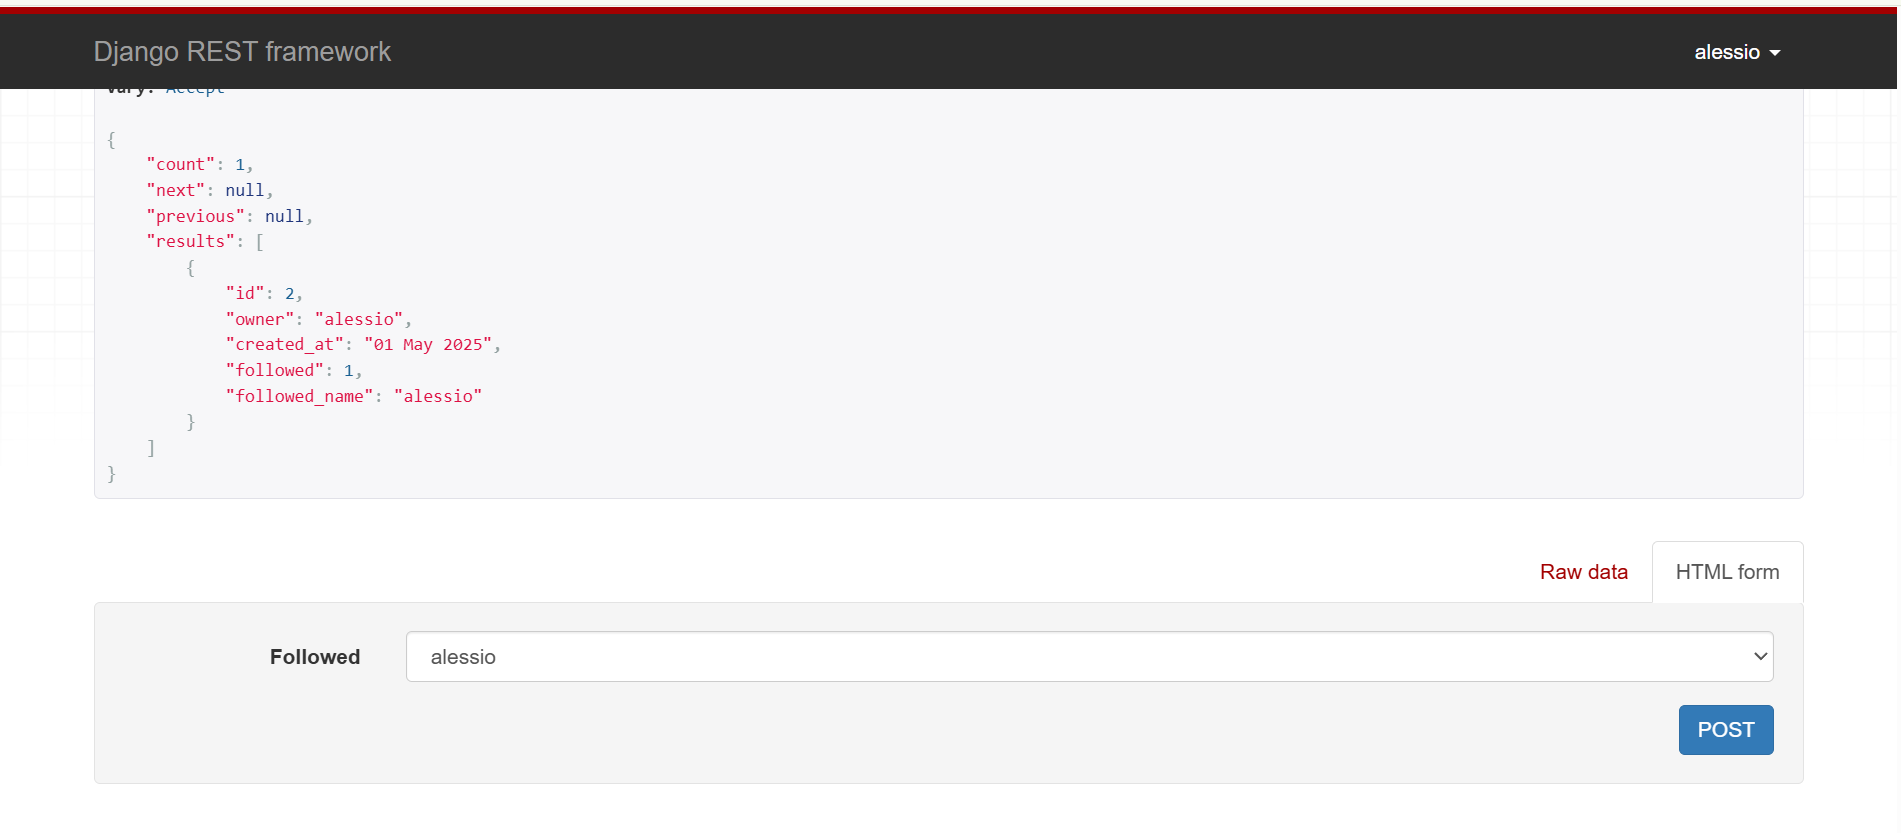 Django REST framework
alessio
Vary: Accept
{
    "count": 1,
    "next": null,
    "previous": null,
    "results": [
        {
            "id": 2,
            "owner": "alessio",
            "created_at": "01 May 2025",
            "followed": 1,
            "followed_name": "alessio"
        }
    ]
}
Raw data
HTML form
Followed
alessio
POST